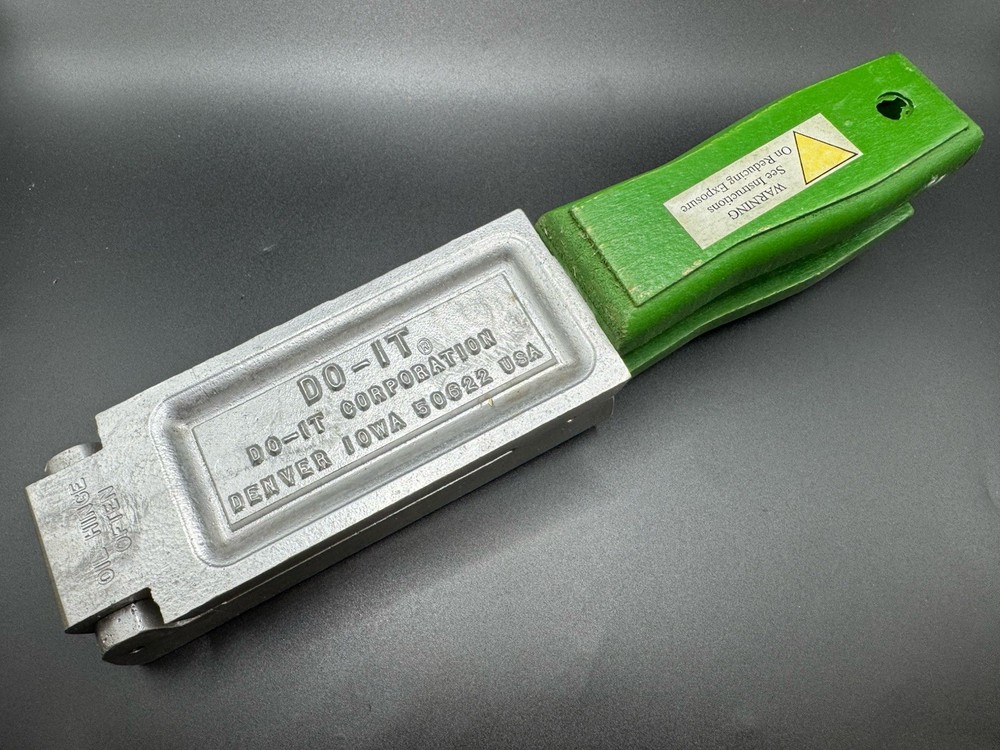 DO-IT®
DO-IT CORPORATION
DENVER IOWA 50622 USA
OIL HINGE
OFTEN
WARNING
See Instructions
On Reducing Exposure